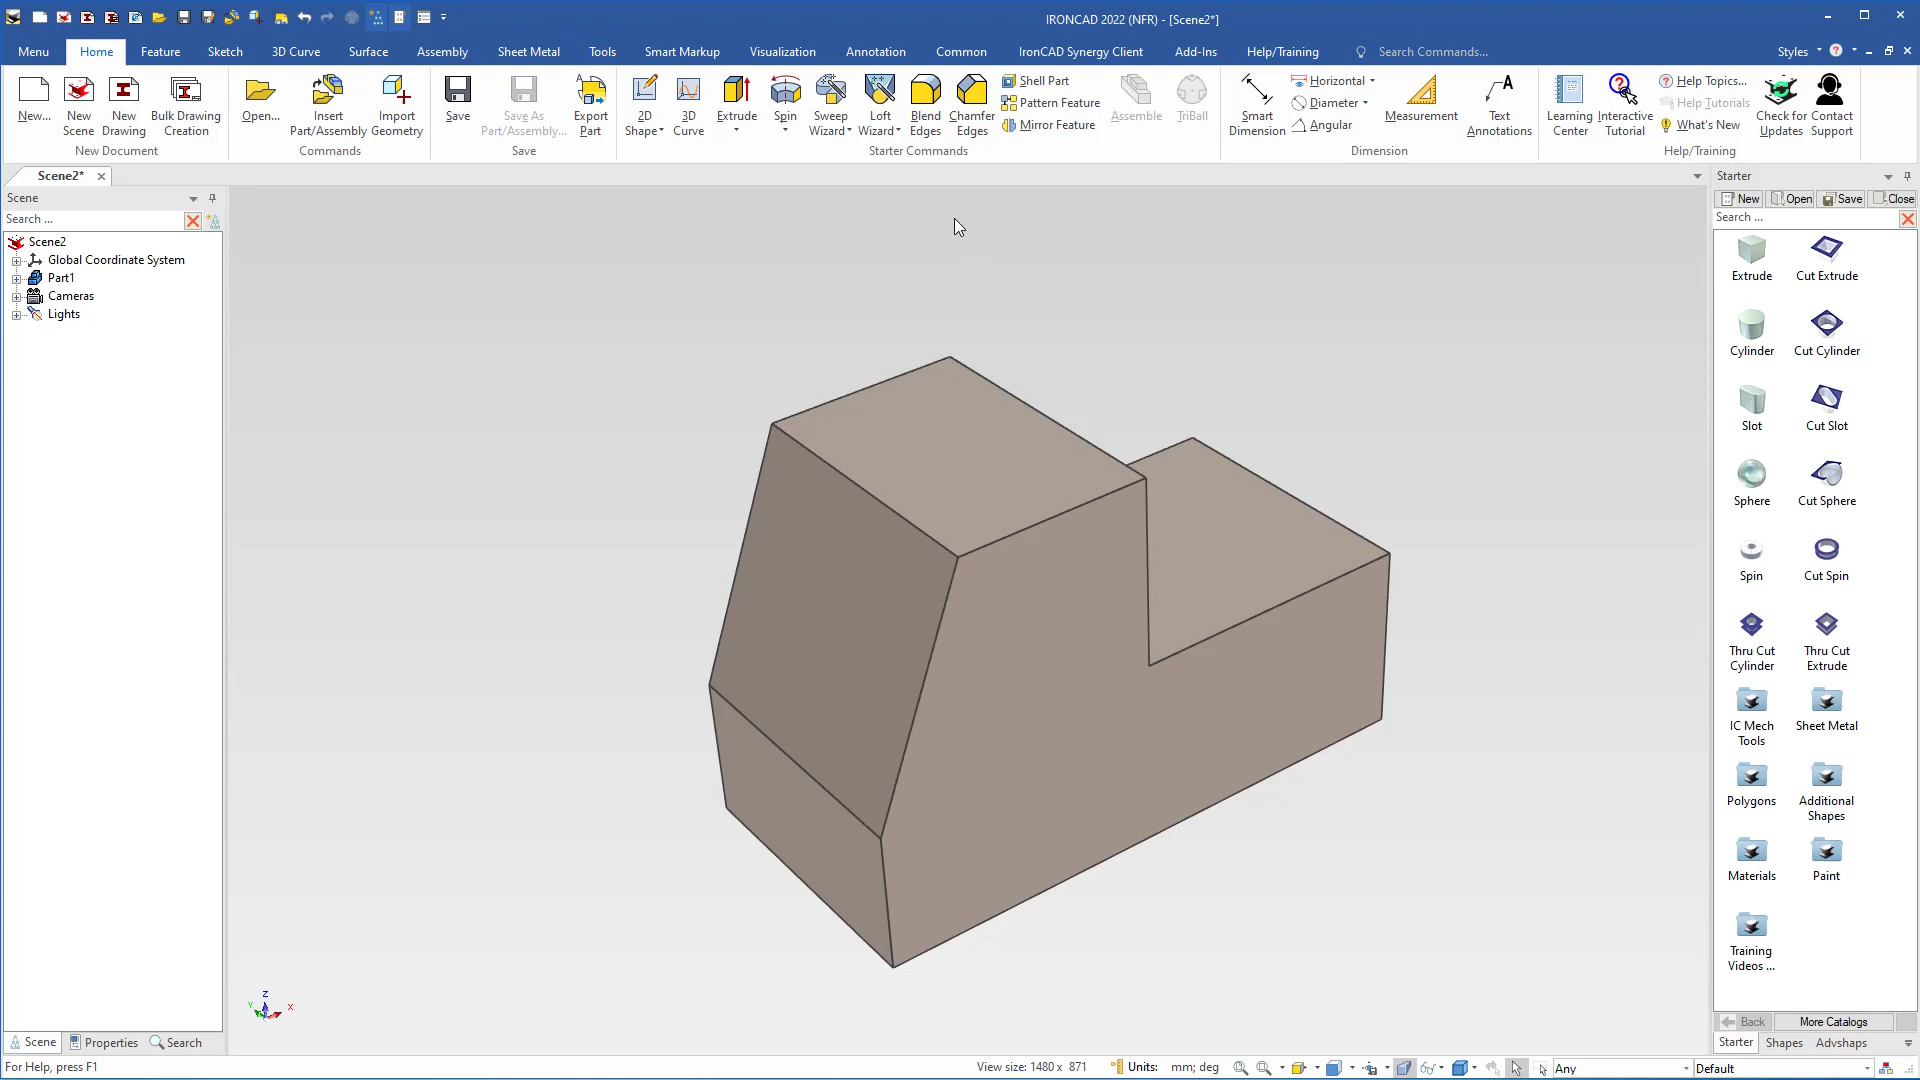 IRONCAD 2022 (NFR) - [Scene2*]
Menu Home Feature Sketch 3D Curve Surface Assembly Sheet Metal Tools Smart Markup Visualization Annotation Common IronCAD Synergy Client Add-Ins Help/Training Search Commands... Styles
New... New Scene New Drawing Bulk Drawing Creation
New Document
Open... Insert Part/Assembly Import Geometry
Commands
Save Save As Part/Assembly... Export Part
Save
2D Shape 3D Curve Extrude Spin Sweep Wizard Loft Wizard Blend Edges Chamfer Edges
Shell Part
Pattern Feature
Mirror Feature
Assemble TriBall
Starter Commands
Smart Dimension
Horizontal
Diameter
Angular
Measurement Text Annotations
Dimension
Learning Center Interactive Tutorial
Help Topics...
Help Tutorials
What's New
Check for Updates Contact Support
Help/Training
Scene2*
Scene
Search ...
Scene2
Global Coordinate System
Part1
Cameras
Lights
Z
Y
X
Starter
New Open Save Close
Search ...
Extrude Cut Extrude
Cylinder Cut Cylinder
Slot Cut Slot
Sphere Cut Sphere
Spin Cut Spin
Thru Cut Cylinder Thru Cut Extrude
IC Mech Tools Sheet Metal
Polygons Additional Shapes
Materials Paint
Training Videos ...
Back More Catalogs
Starter Shapes Advshaps
Scene Properties Search
For Help, press F1
View size: 1480 x 871 Units: mm; deg Any Default